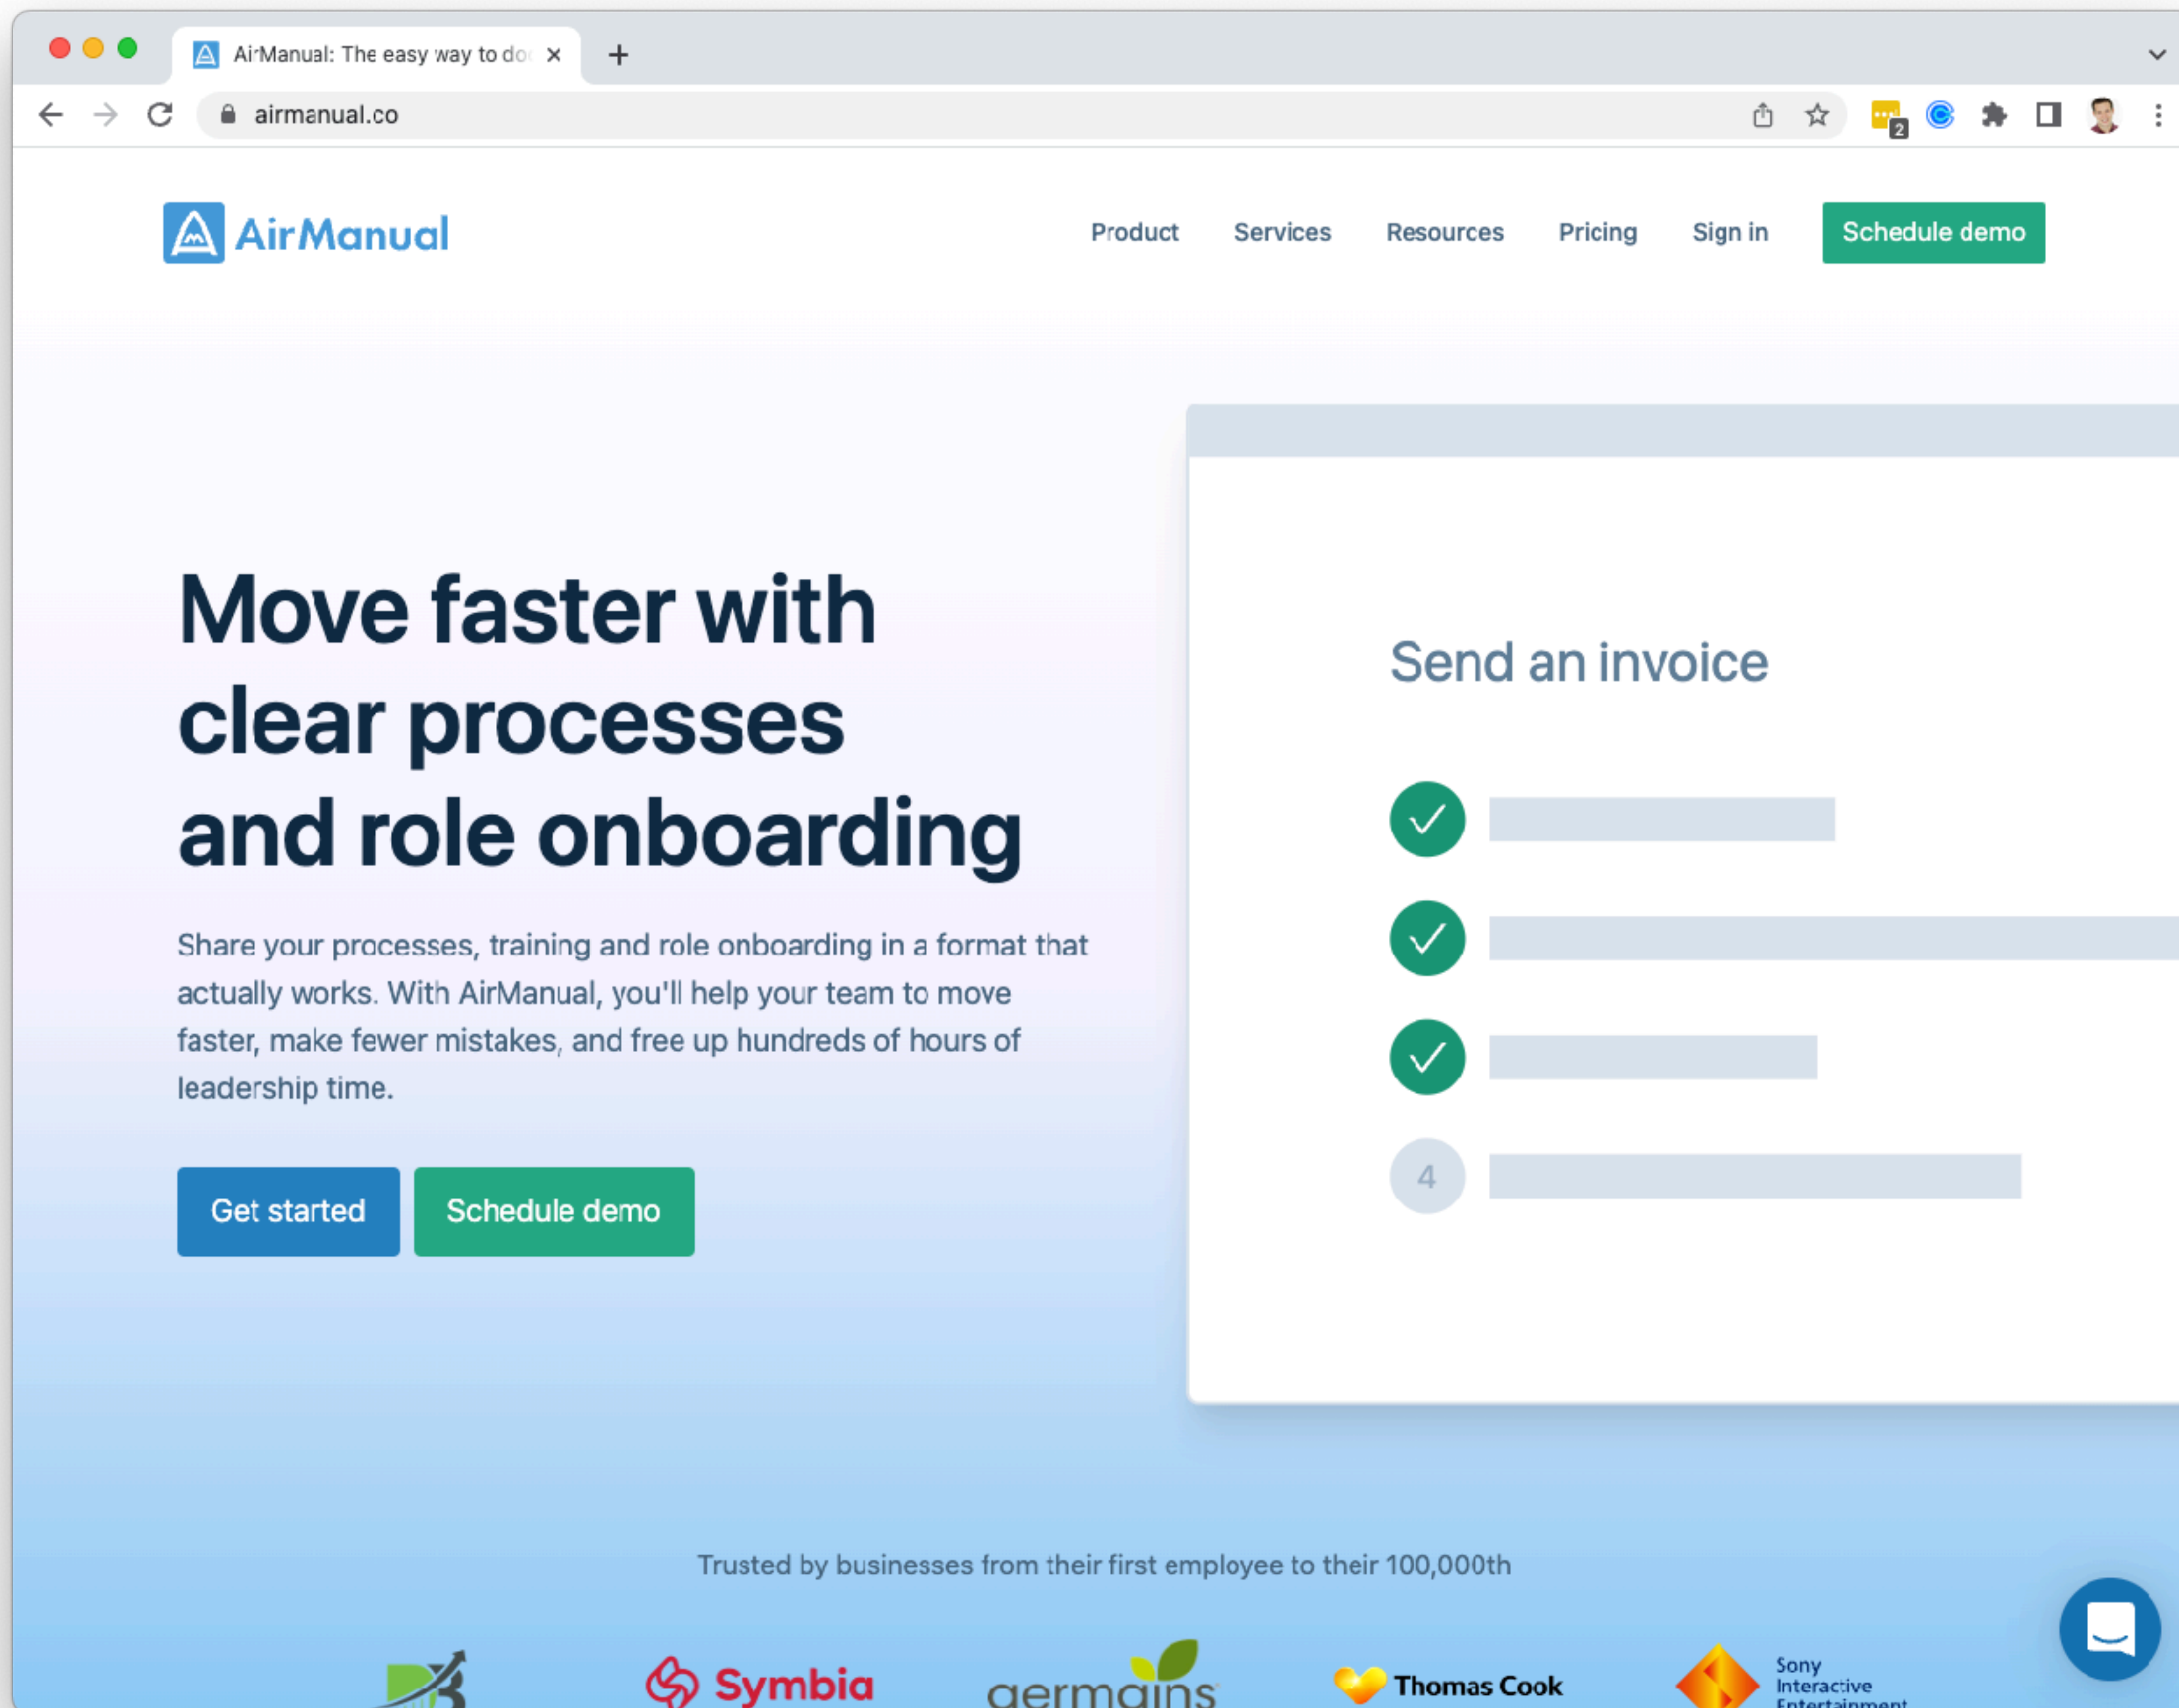 AirManual: The easy way to do
airmanual.co
2
AirManual
Product Services Resources Pricing Sign in Schedule demo
Move faster with
clear processes
and role onboarding
Share your processes, training and role onboarding in a format that
actually works. With AirManual, you'll help your team to move
faster, make fewer mistakes, and free up hundreds of hours of
leadership time.
Get started Schedule demo
Send an invoice
4
Trusted by businesses from their first employee to their 100,000th
Symbia
germains
Thomas Cook
Sony
Interactive
Entertainment